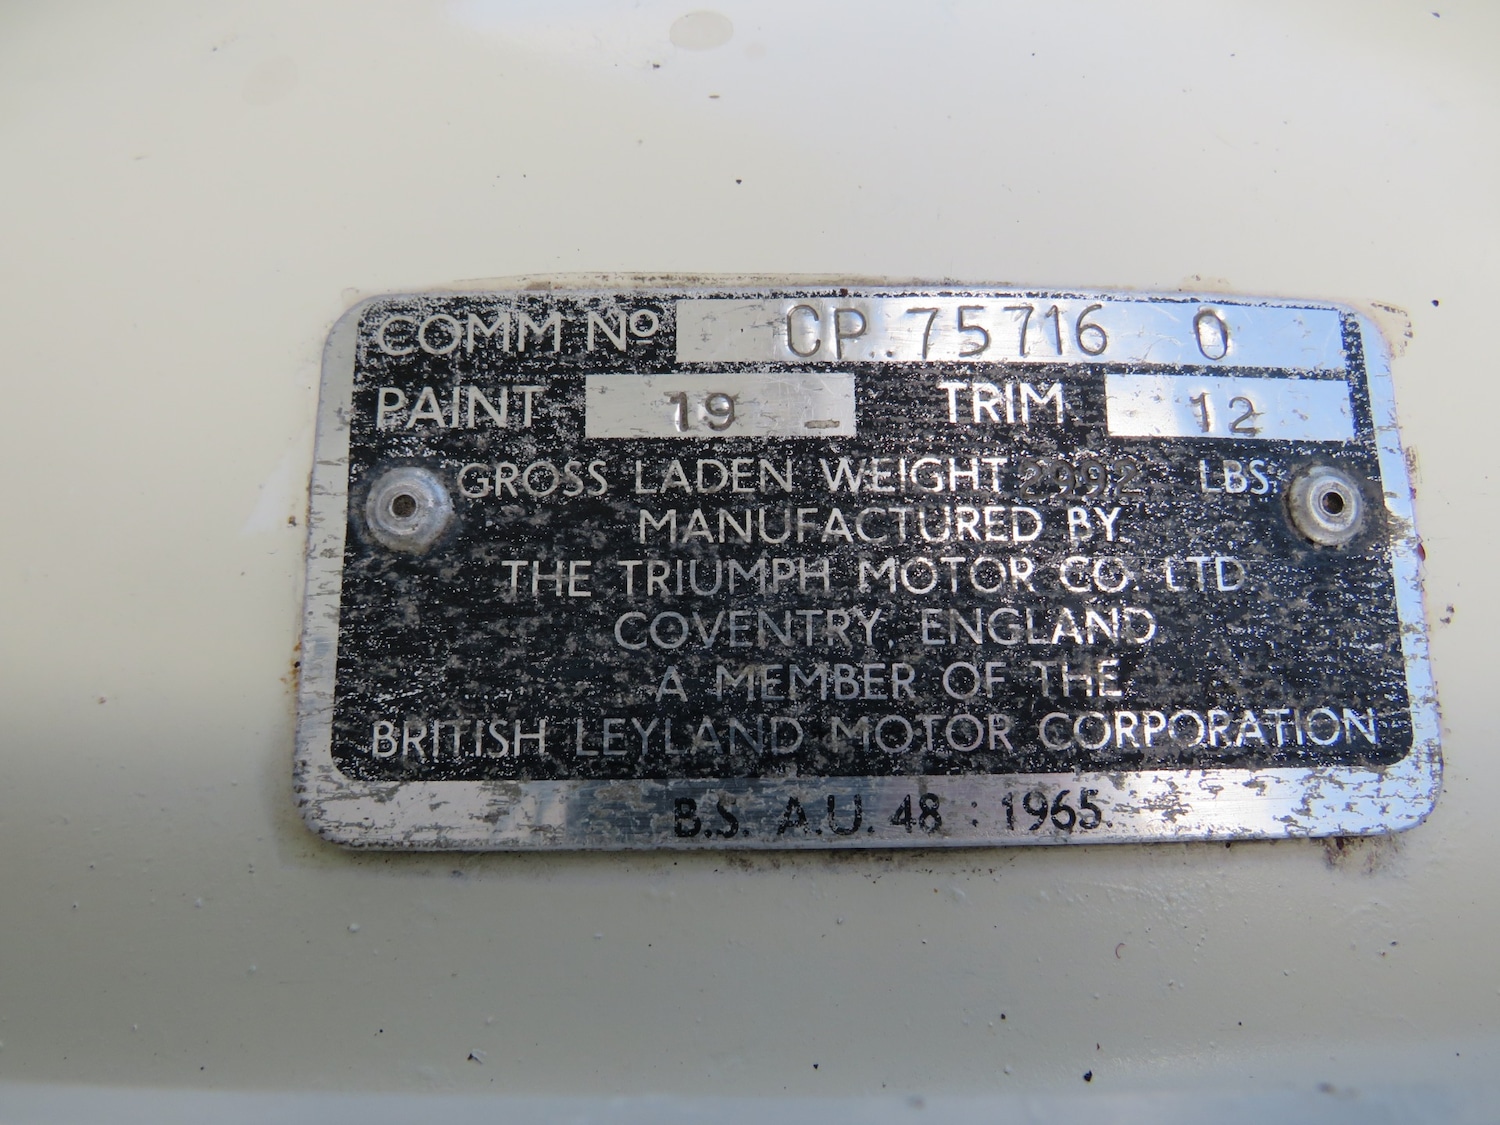 COMM Nº CP.75716 O
PAINT 19 – TRIM 12
GROSS LADEN WEIGHT 2992 LBS.
MANUFACTURED BY
THE TRIUMPH MOTOR CO. LTD
COVENTRY, ENGLAND
A MEMBER OF THE
BRITISH LEYLAND MOTOR CORPORATION
B.S. A.U. 48 : 1965.